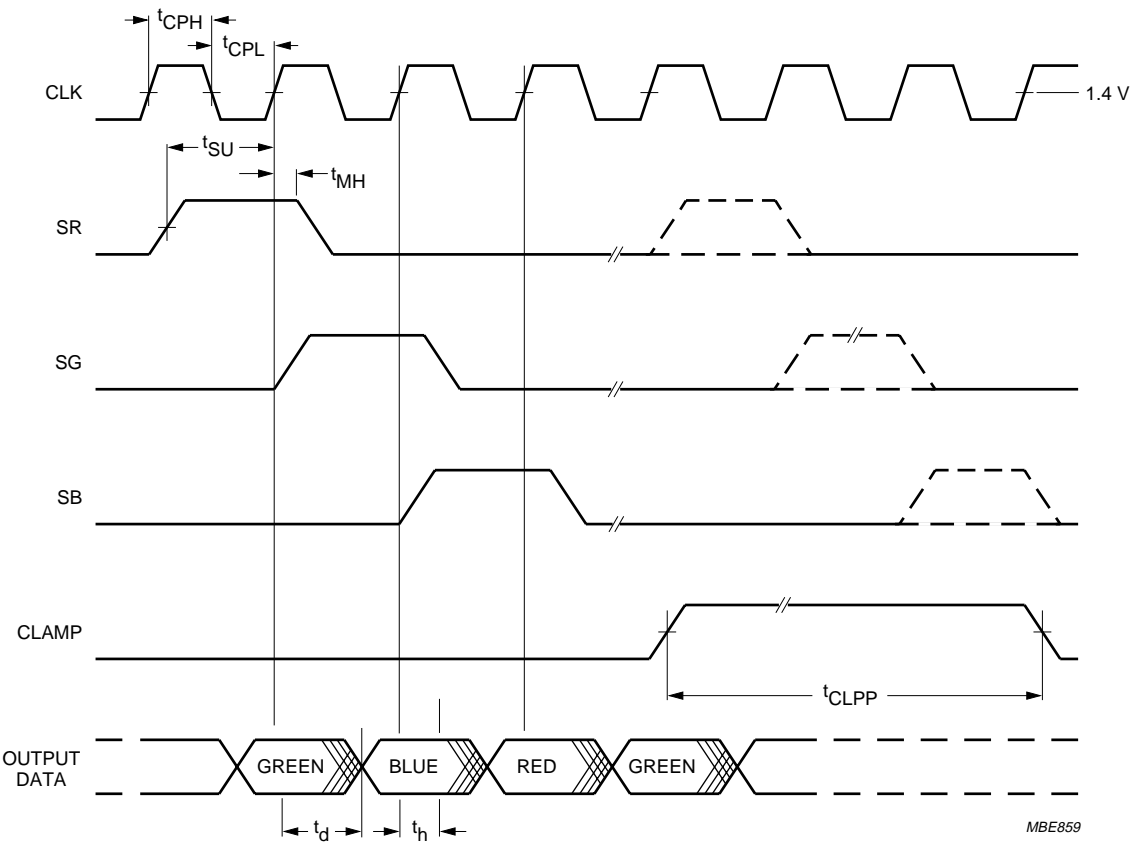 tCPH
tCPL
CLK
1.4 V
tSU
tMH
SR
SG
SB
CLAMP
tCLPP
OUTPUT
DATA
GREEN BLUE RED GREEN
td th
MBE859